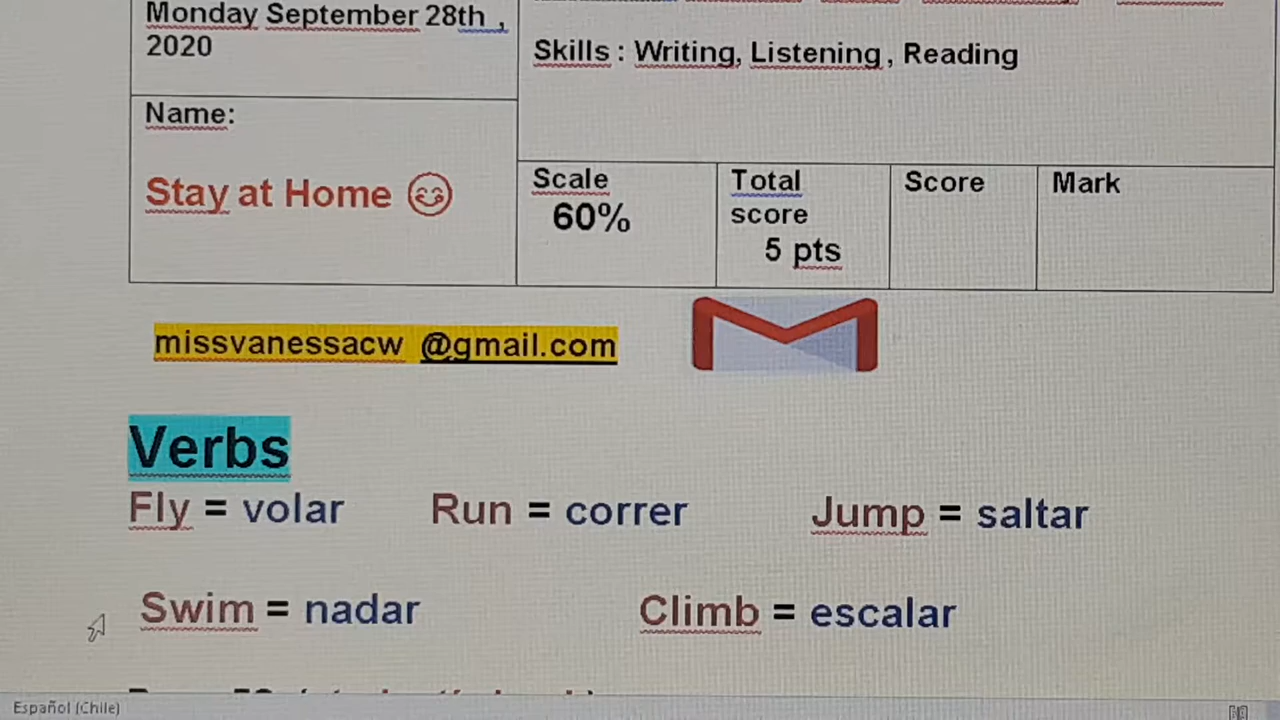 Monday September 28th ,
2020
Skills : Writing, Listening , Reading
Name:
Stay at Home
Scale
60%
Total
score
5 pts
Score
Mark
missvanessacw @gmail.com
Verbs
Fly = volar Run = correr Jump = saltar
Swim = nadar Climb = escalar
Español (Chile)